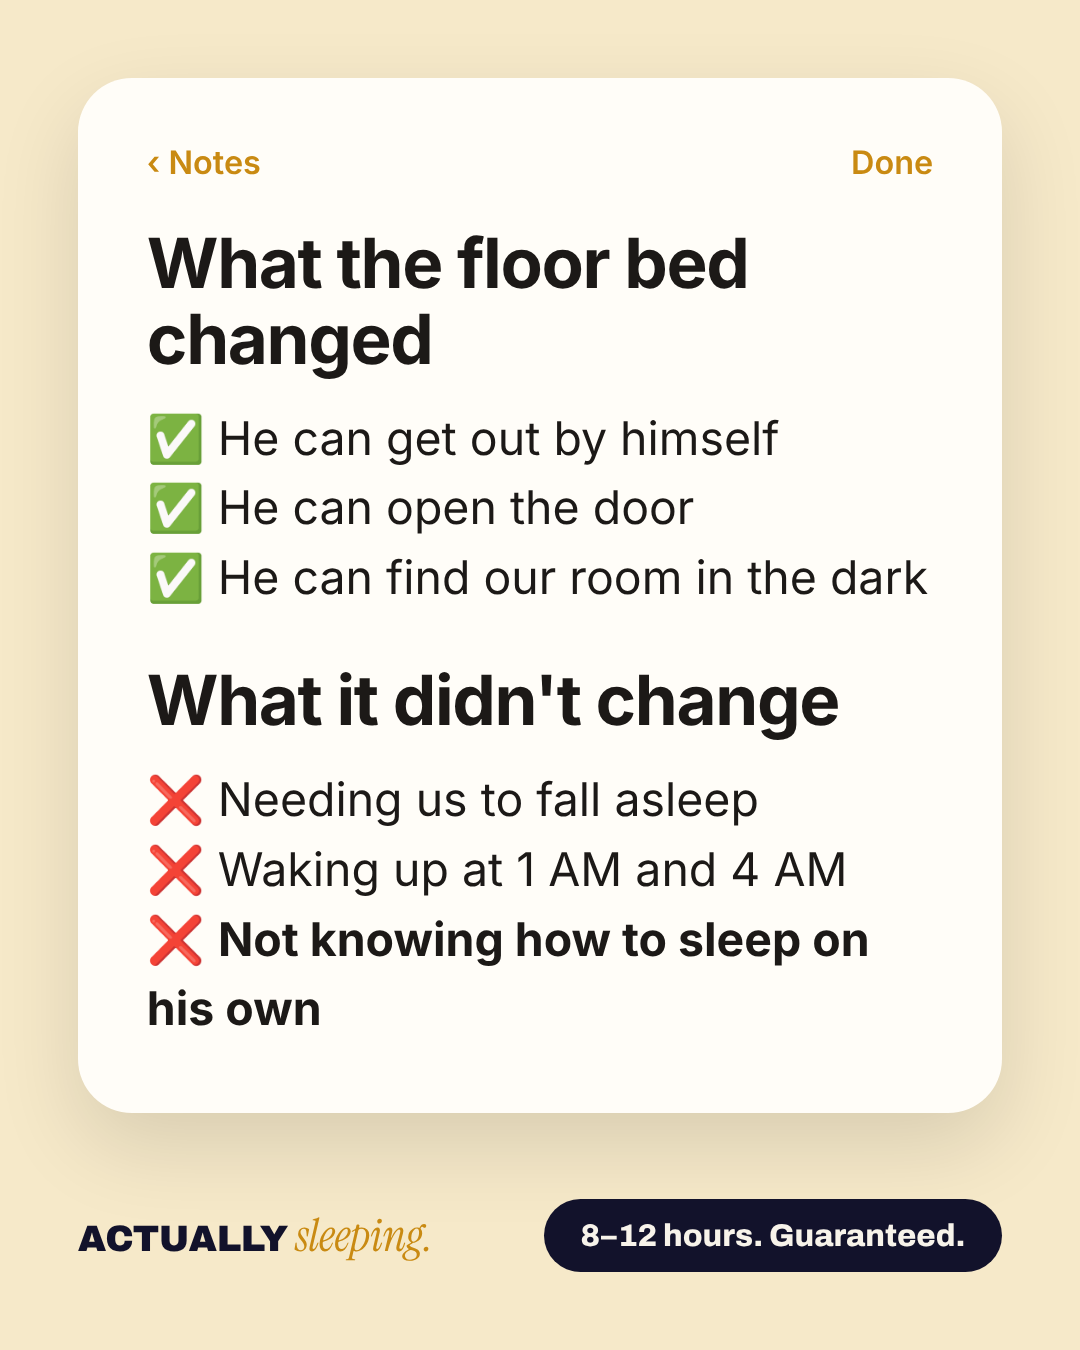 ‹ Notes
Done
What the floor bed
changed
✅ He can get out by himself
✅ He can open the door
✅ He can find our room in the dark
What it didn't change
❌ Needing us to fall asleep
❌ Waking up at 1 AM and 4 AM
❌ Not knowing how to sleep on
his own
ACTUALLY sleeping.
8–12 hours. Guaranteed.